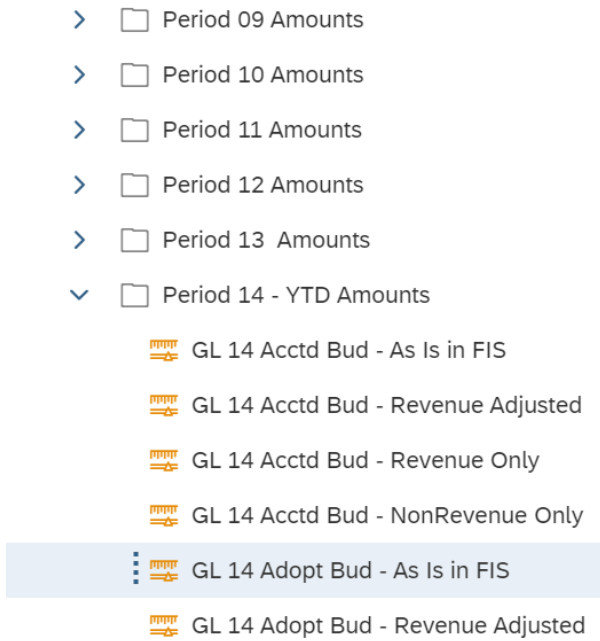 Period 09 Amounts
Period 10 Amounts
Period 11 Amounts
Period 12 Amounts
Period 13  Amounts
Period 14 - YTD Amounts
GL 14 Acctd Bud - As Is in FIS
GL 14 Acctd Bud - Revenue Adjusted
GL 14 Acctd Bud - Revenue Only
GL 14 Acctd Bud - NonRevenue Only
GL 14 Adopt Bud - As Is in FIS
GL 14 Adopt Bud - Revenue Adjusted